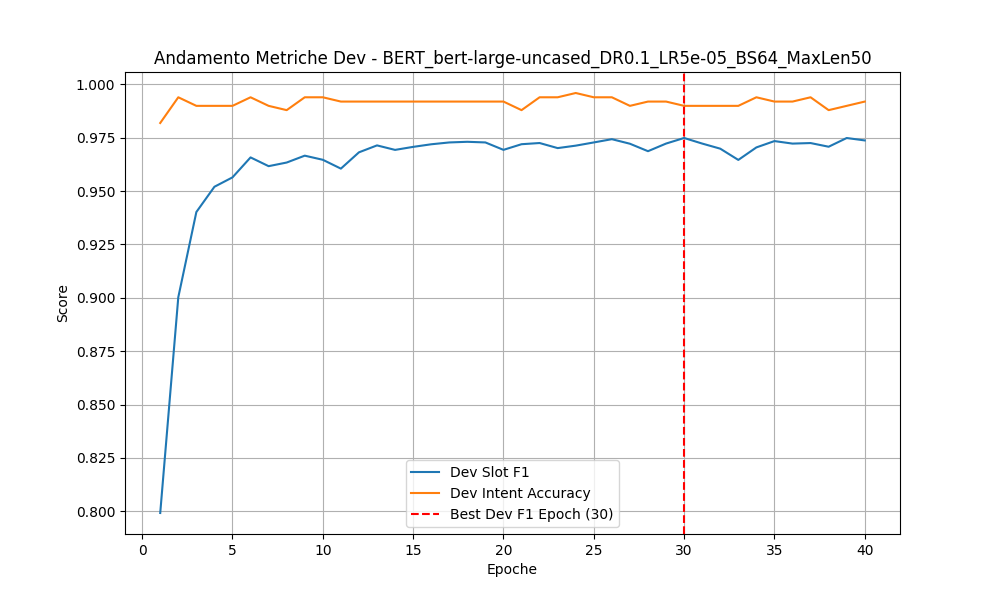 Andamento Metriche Dev - BERT_bert-large-uncased_DR0.1_LR5e-05_BS64_MaxLen50
1.000
0.975
0.950
0.925
0.900
0.875
0.850
0.825
0.800
Score
0 5 10 15 20 25 30 35 40
Epoche
Dev Slot F1
Dev Intent Accuracy
Best Dev F1 Epoch (30)